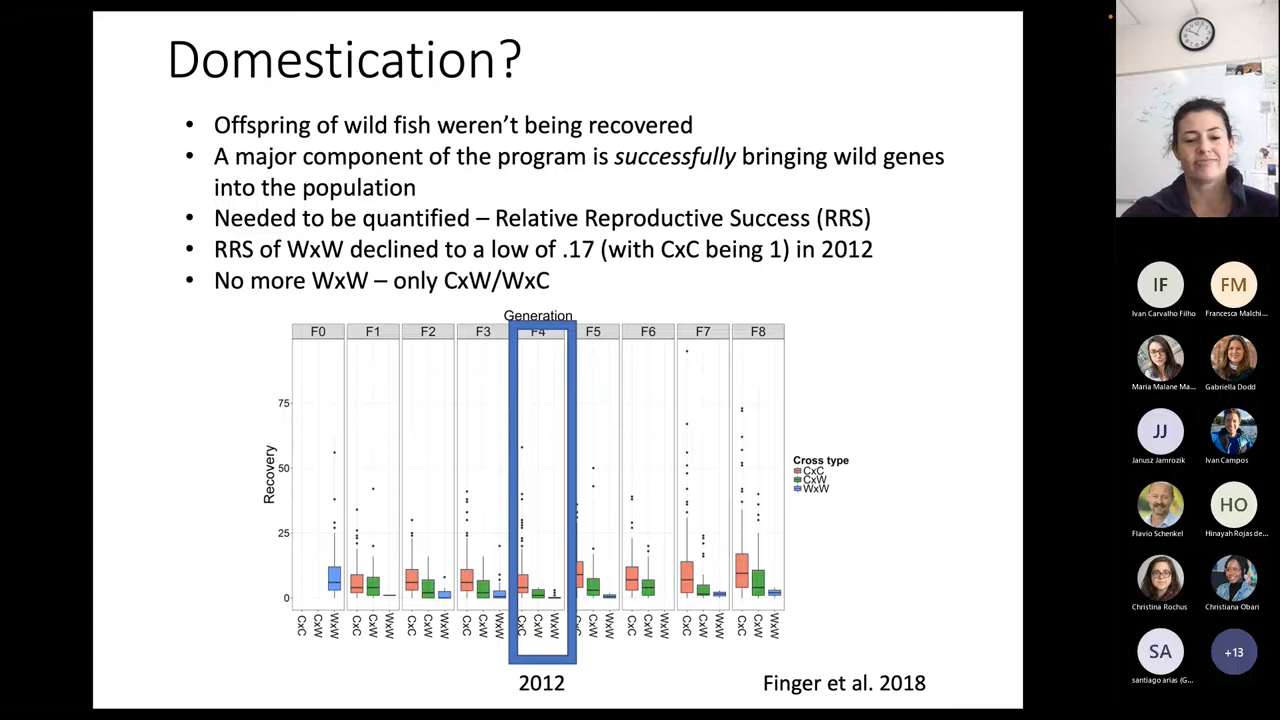 Domestication?
• Offspring of wild fish weren't being recovered
• A major component of the program is successfully bringing wild genes
into the population
• Needed to be quantified – Relative Reproductive Success (RRS)
• RRS of WxW declined to a low of .17 (with CxC being 1) in 2012
• No more WxW – only CxW/WxC
Generation
F0 F1 F2 F3 F4 F5 F6 F7 F8
Recovery
75
50
25
0
CxC CxW WxW CxC CxW WxW CxC CxW WxW CxC CxW WxW CxC CxW WxW CxC CxW WxW CxC CxW WxW CxC CxW WxW CxC CxW WxW
Cross type
CxC
CxW
WxW
2012
Finger et al. 2018
IF
FM
Ivan Carvalho Filho
Francesca Malchi...
Maria Malane Ma...
Gabriella Dodd
JJ
Janusz Jamrozik
Ivan Campos
HO
Flavio Schenkel
Hinayah Rojas de...
Christina Rochus
Christiana Obari
SA
+13
santiago arias (G...